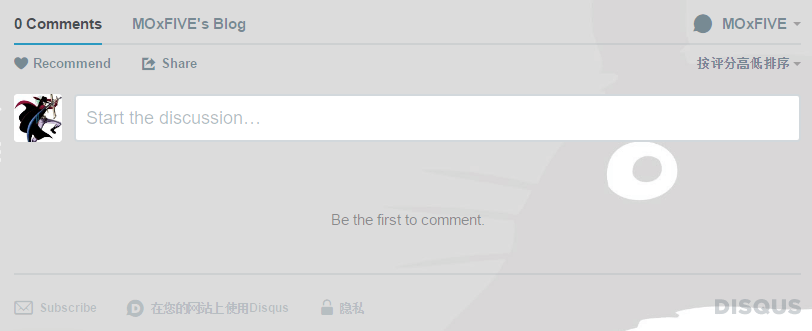 0 Comments MOxFIVE's Blog MOxFIVE
Recommend Share 按评分高低排序
Start the discussion…
Be the first to comment.
Subscribe 在您的网站上使用Disqus 隐私 DISQUS